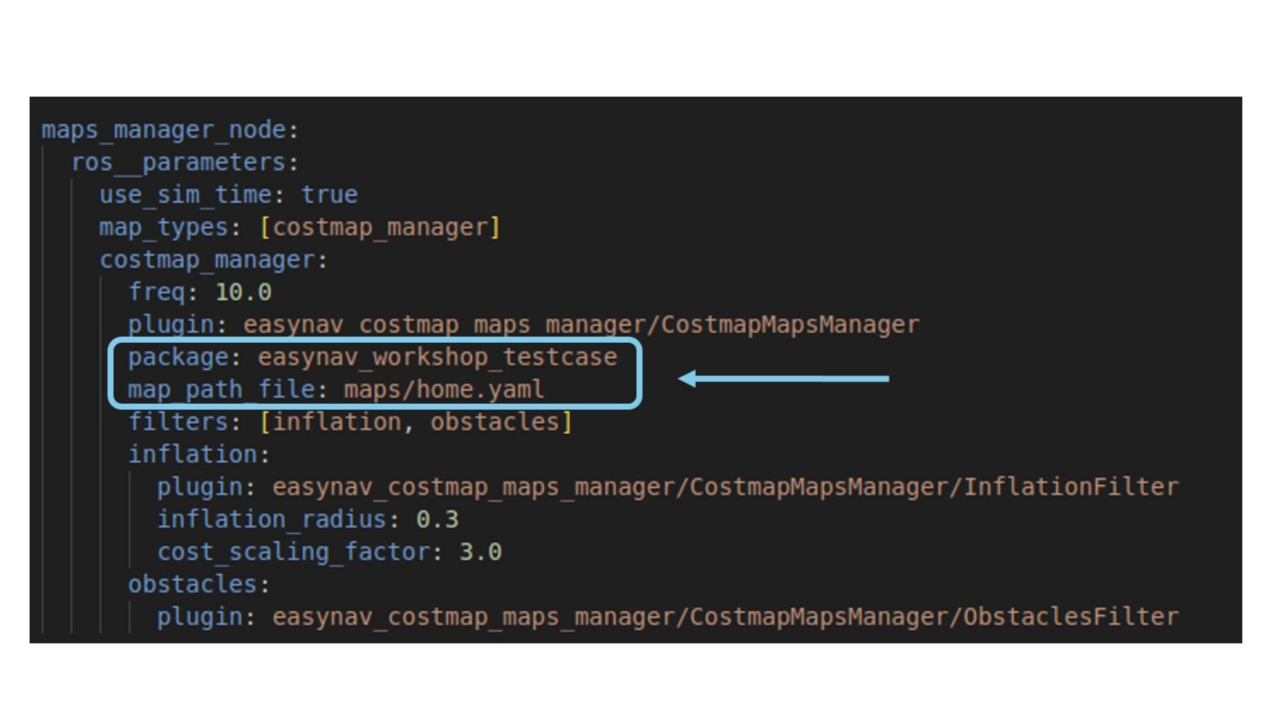 maps_manager_node:
ros__parameters:
use_sim_time: true
map_types: [costmap_manager]
costmap_manager:
freq: 10.0
plugin: easynav_costmap_maps_manager/CostmapMapsManager
package: easynav_workshop_testcase
map_path_file: maps/home.yaml
filters: [inflation, obstacles]
inflation:
plugin: easynav_costmap_maps_manager/CostmapMapsManager/InflationFilter
inflation_radius: 0.3
cost_scaling_factor: 3.0
obstacles:
plugin: easynav_costmap_maps_manager/CostmapMapsManager/ObstaclesFilter